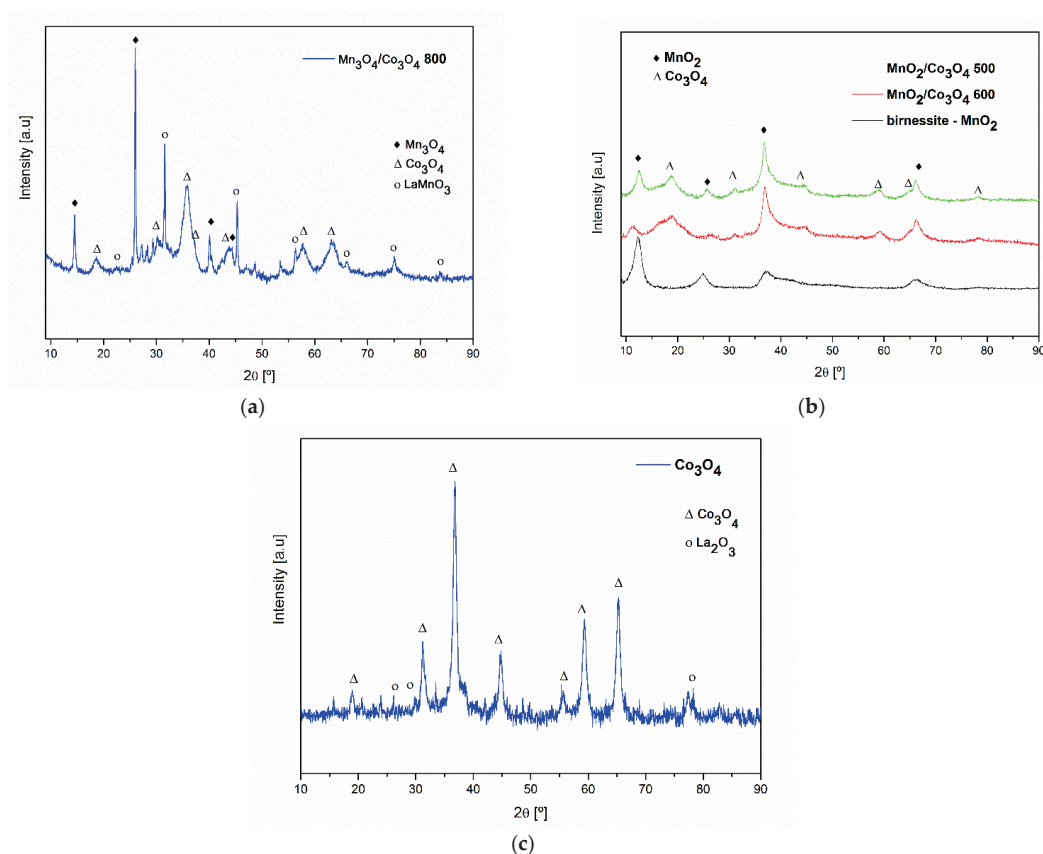 Mn₃O₄/Co₃O₄ 800
♦ Mn₃O₄
Δ Co₃O₄
o LaMnO₃
Intensity [a.u]
10 20 30 40 50 60 70 80 90
2θ [º]
(a)
♦ MnO₂
Λ Co₃O₄
MnO₂/Co₃O₄ 500
MnO₂/Co₃O₄ 600
birnessite - MnO₂
Intensity [a.u]
10 20 30 40 50 60 70 80 90
2θ [º]
(b)
Co₃O₄
Δ Co₃O₄
o La₂O₃
Intensity [a.u]
10 20 30 40 50 60 70 80 90
2θ [º]
(c)